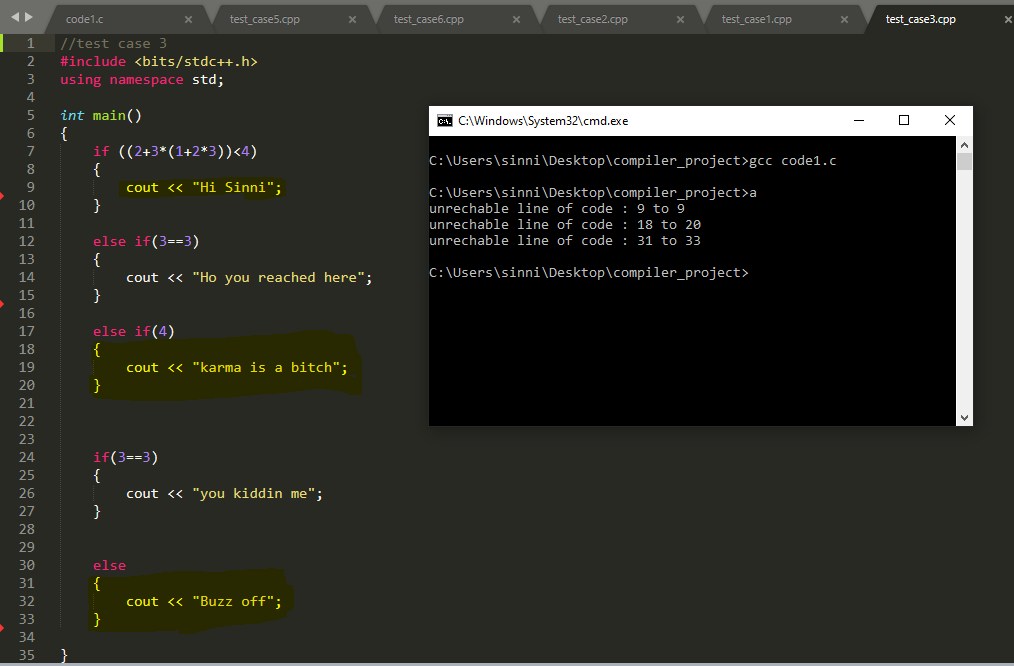 code1.c
test_case5.cpp
test_case6.cpp
test_case2.cpp
test_case1.cpp
test_case3.cpp
1 //test case 3
2 #include <bits/stdc++.h>
3 using namespace std;
4
5 int main()
6 {
7 if ((2+3*(1+2*3))<4)
8 {
9 cout << "Hi Sinni";
10 }
11
12 else if(3==3)
13 {
14 cout << "Ho you reached here";
15 }
16
17 else if(4)
18 {
19 cout << "karma is a bitch";
20 }
21
22
23
24 if(3==3)
25 {
26 cout << "you kiddin me";
27 }
28
29
30 else
31 {
32 cout << "Buzz off";
33 }
34
35 }
C:\Windows\System32\cmd.exe
C:\Users\sinni\Desktop\compiler_project>gcc code1.c
C:\Users\sinni\Desktop\compiler_project>a
unrechable line of code : 9 to 9
unrechable line of code : 18 to 20
unrechable line of code : 31 to 33
C:\Users\sinni\Desktop\compiler_project>